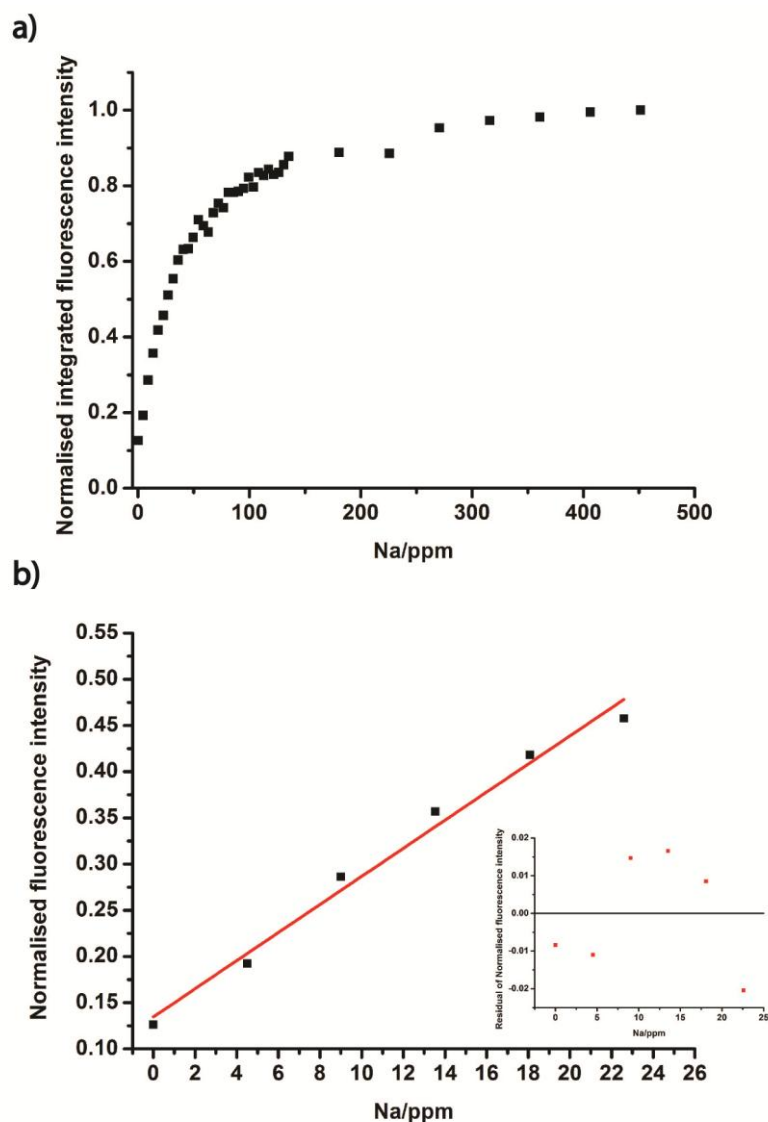 a)
Normalised integrated fluorescence intensity
1.0
0.8
0.6
0.4
0.2
0.0
0 100 200 300 400 500
Na/ppm
b)
Normalised fluorescence intensity
0.55
0.50
0.45
0.40
0.35
0.30
0.25
0.20
0.15
0.10
0 2 4 6 8 10 12 14 16 18 20 22 24 26
Na/ppm
Residual of Normalised fluorescence intensity
0.02
0.01
0.00
-0.01
-0.02
0 5 10 15 20 25
Na/ppm